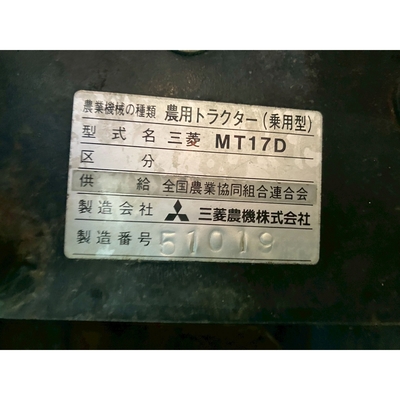 農業機械の種類 農用トラクター(乗用型)
型式名 三菱 MT17D
区分
供給 全国農業協同組合連合会
製造会社 三菱農機株式会社
製造番号 51019